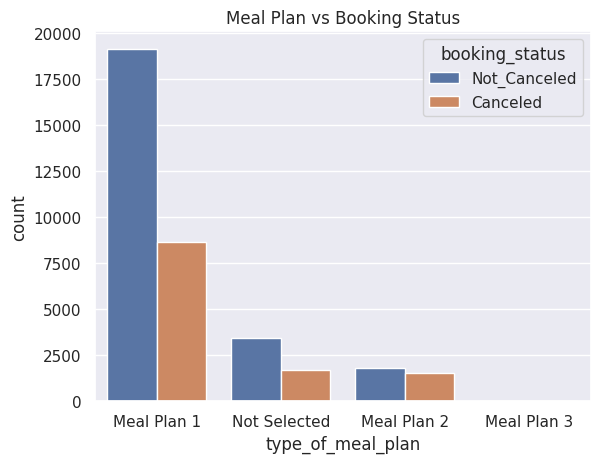 Meal Plan vs Booking Status
booking_status
Not_Canceled
Canceled
count
20000
17500
15000
12500
10000
7500
5000
2500
0
Meal Plan 1
Not Selected
Meal Plan 2
Meal Plan 3
type_of_meal_plan